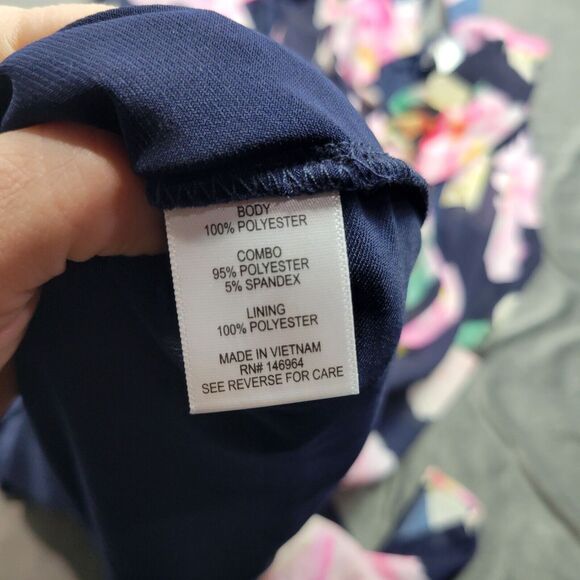 BODY
100% POLYESTER
COMBO
95% POLYESTER
5% SPANDEX
LINING
100% POLYESTER
MADE IN VIETNAM
RN# 146964
SEE REVERSE FOR CARE